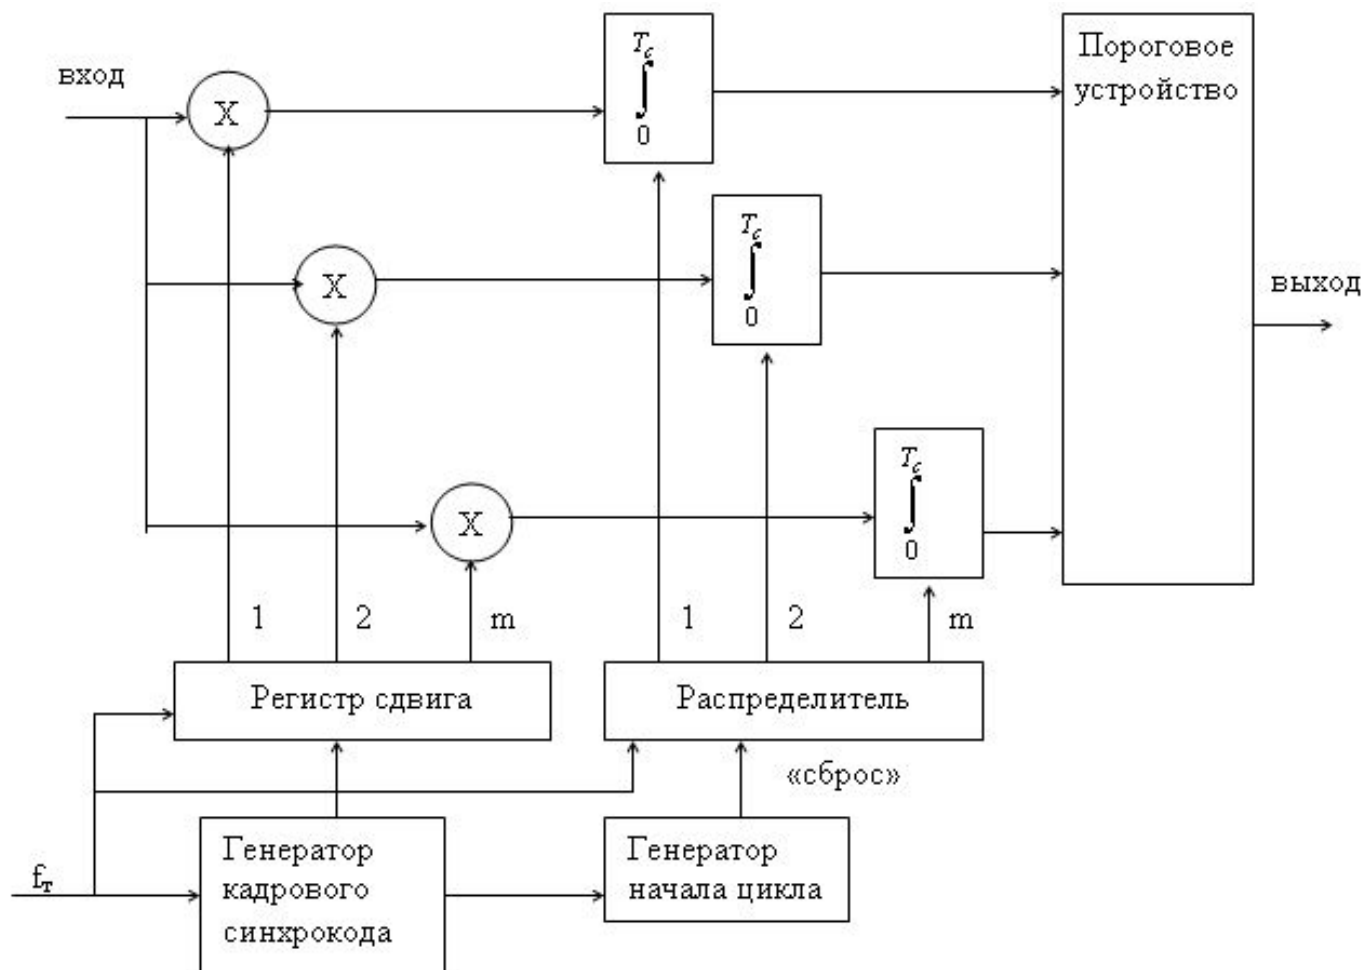 вход
X
T_c
∫
0
Пороговое
устройство
X
T_c
∫
0
выход
X
T_c
∫
0
1
2
m
1
2
m
Регистр сдвига
Распределитель
«сброс»
f_т
Генератор
кадрового
синхрокода
Генератор
начала цикла